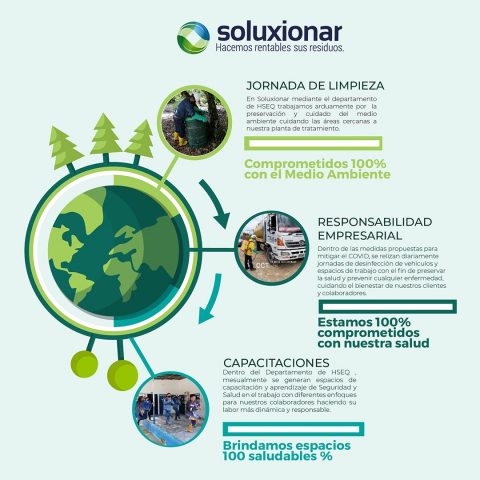 soluxionar
Hacemos rentables sus residuos.
JORNADA DE LIMPIEZA
En Soluxionar mediante el departamento
de HSEQ trabajamos arduamente por la
preservación y cuidado del medio
ambiente cuidando las áreas cercanas a
nuestra planta de tratamiento.
Comprometidos 100%
con el Medio Ambiente
RESPONSABILIDAD
EMPRESARIAL
Dentro de las medidas propuestas para
mitigar el COVID, se relizan diariamente
jornadas de desinfección de vehículos y
espacios de trabajo con el fin de preservar
la salud y prevenir cualquier enfermedad,
cuidando el bienestar de nuestros clientes
y colaboradores.
Estamos 100%
comprometidos
con nuestra salud
CAPACITACIONES
Dentro del Departamento de HSEQ ,
mesualmente se generan espacios de
capacitación y aprendizaje de Seguridad y
Salud en el trabajo con diferentes enfoques
para nuestros colaboradores haciendo su
labor más dinámica y responsable.
Brindamos espacios
100 saludables %